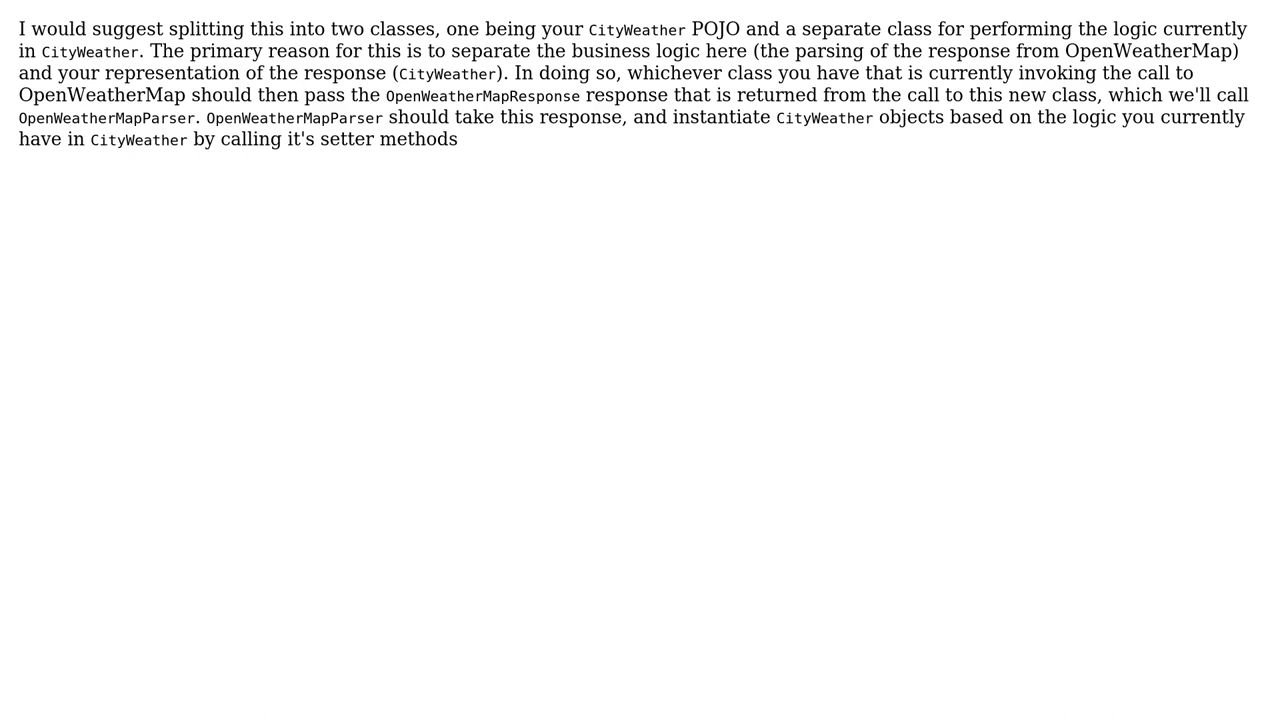 I would suggest splitting this into two classes, one being your CityWeather POJO and a separate class for performing the logic currently
in CityWeather. The primary reason for this is to separate the business logic here (the parsing of the response from OpenWeatherMap)
and your representation of the response (CityWeather). In doing so, whichever class you have that is currently invoking the call to
OpenWeatherMap should then pass the OpenWeatherMapResponse response that is returned from the call to this new class, which we'll call
OpenWeatherMapParser. OpenWeatherMapParser should take this response, and instantiate CityWeather objects based on the logic you currently
have in CityWeather by calling it's setter methods